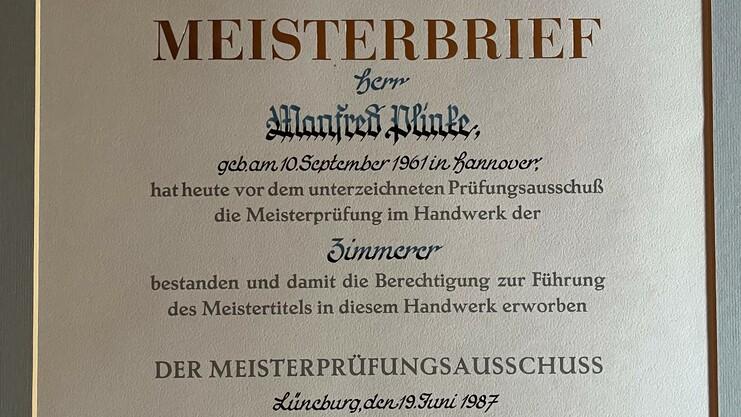 MEISTERBRIEF
Herr
Manfred Plinke,
geb.am 10.September 1961 in Hannover,
hat heute vor dem unterzeichneten Prüfungsausschuß
die Meisterprüfung im Handwerk der
Zimmerer
bestanden und damit die Berechtigung zur Führung
des Meistertitels in diesem Handwerk erworben
DER MEISTERPRÜFUNGSAUSSCHUSS
Lüneburg,den 19.Juni 1987